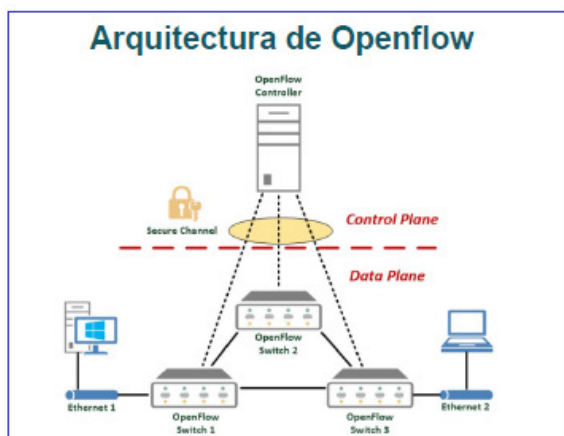 Arquitectura de Openflow
OpenFlow
Controller
Secure Channel
Control Plane
Data Plane
OpenFlow
Switch 2
Ethernet 1
OpenFlow
Switch 1
OpenFlow
Switch 3
Ethernet 2